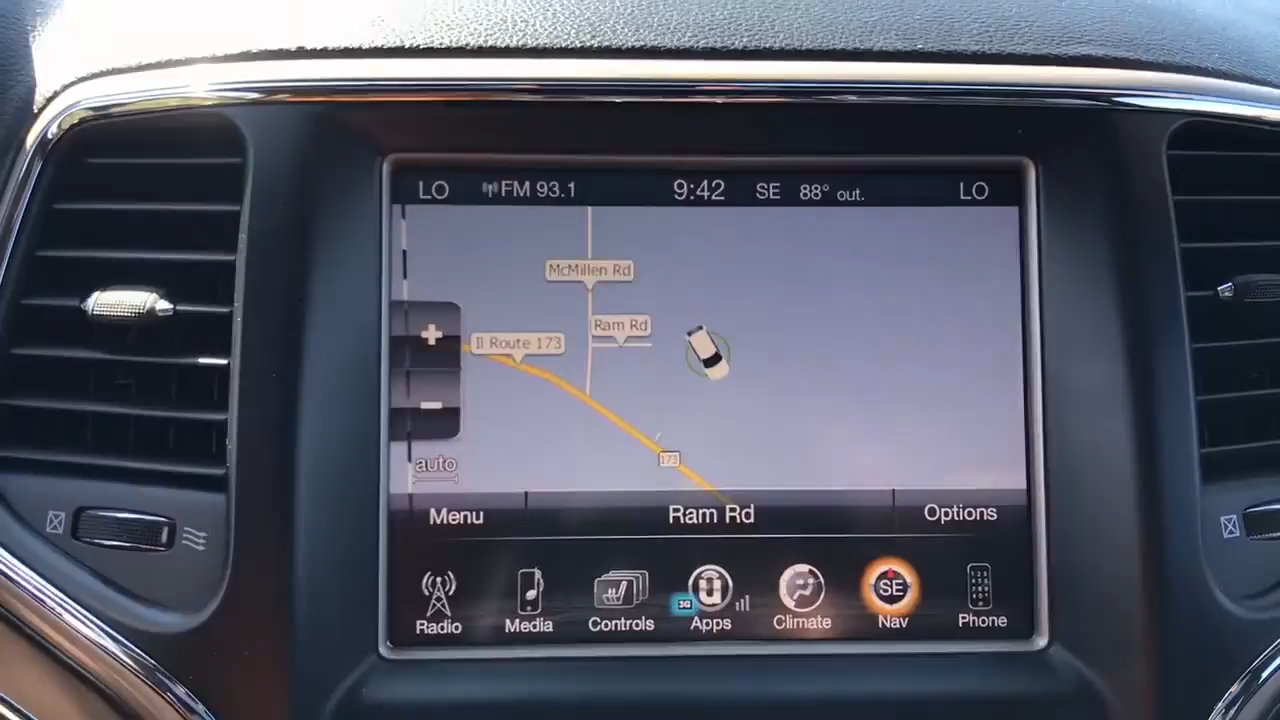 LO FM 93.1 9:42 SE 88° out. LO
McMillen Rd
Ram Rd
Il Route 173
+
−
173
auto
Menu Ram Rd Options
3G SE
Radio Media Controls Apps Climate Nav Phone